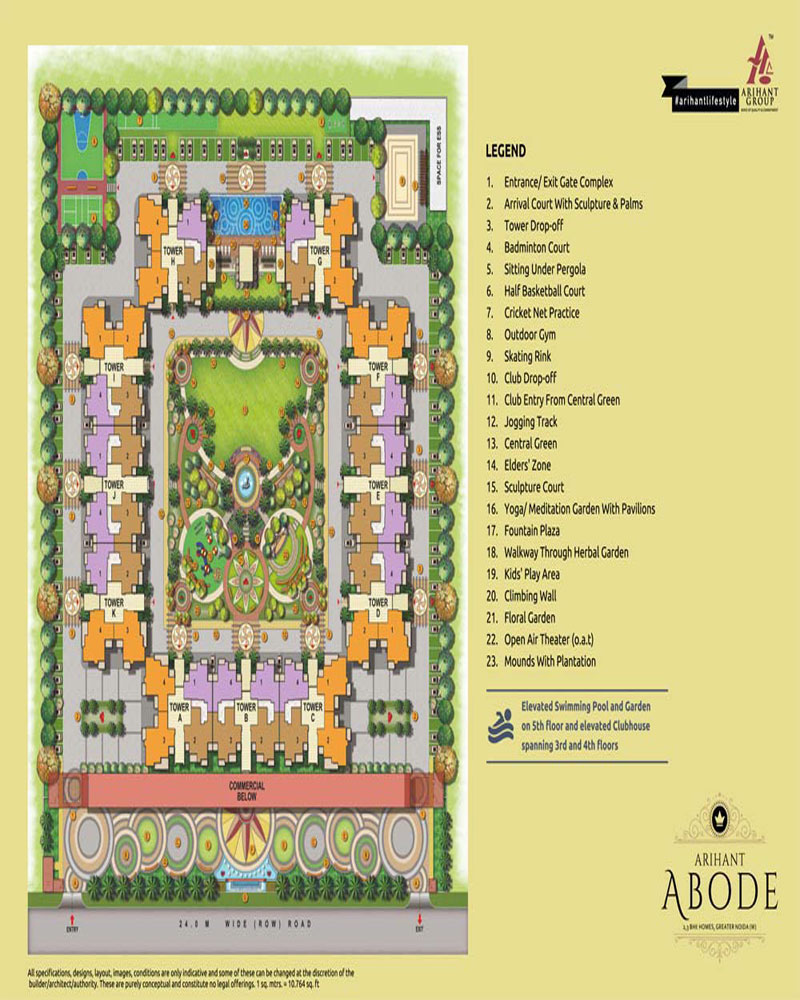 TM
#arihantlifestyle
ARIHANT
GROUP
SPACE FOR ESS
LEGEND
1. Entrance/ Exit Gate Complex
2. Arrival Court With Sculpture & Palms
3. Tower Drop-off
4. Badminton Court
5. Sitting Under Pergola
6. Half Basketball Court
7. Cricket Net Practice
8. Outdoor Gym
9. Skating Rink
10. Club Drop-off
11. Club Entry From Central Green
12. Jogging Track
13. Central Green
14. Elders' Zone
15. Sculpture Court
16. Yoga/ Meditation Garden With Pavilions
17. Fountain Plaza
18. Walkway Through Herbal Garden
19. Kids' Play Area
20. Climbing Wall
21. Floral Garden
22. Open Air Theater (o.a.t)
23. Mounds With Plantation
Elevated Swimming Pool and Garden
on 5th floor and elevated Clubhouse
spanning 3rd and 4th floors
TOWER
H
TOWER
G
TOWER
I
TOWER
F
TOWER
J
TOWER
E
TOWER
K
TOWER
D
TOWER
A
TOWER
B
TOWER
C
COMMERCIAL
BELOW
24.0 M WIDE (ROW) ROAD
ENTRY
EXIT
ARIHANT
ABODE
2,3 BHK HOMES, GREATER NOIDA (W)
All specifications, designs, layout, images, conditions are only indicative and some of these can be changed at the discretion of the
builder/architect/authority. These are purely conceptual and constitute no legal offerings. 1 sq. mtrs. = 10.764 sq. ft